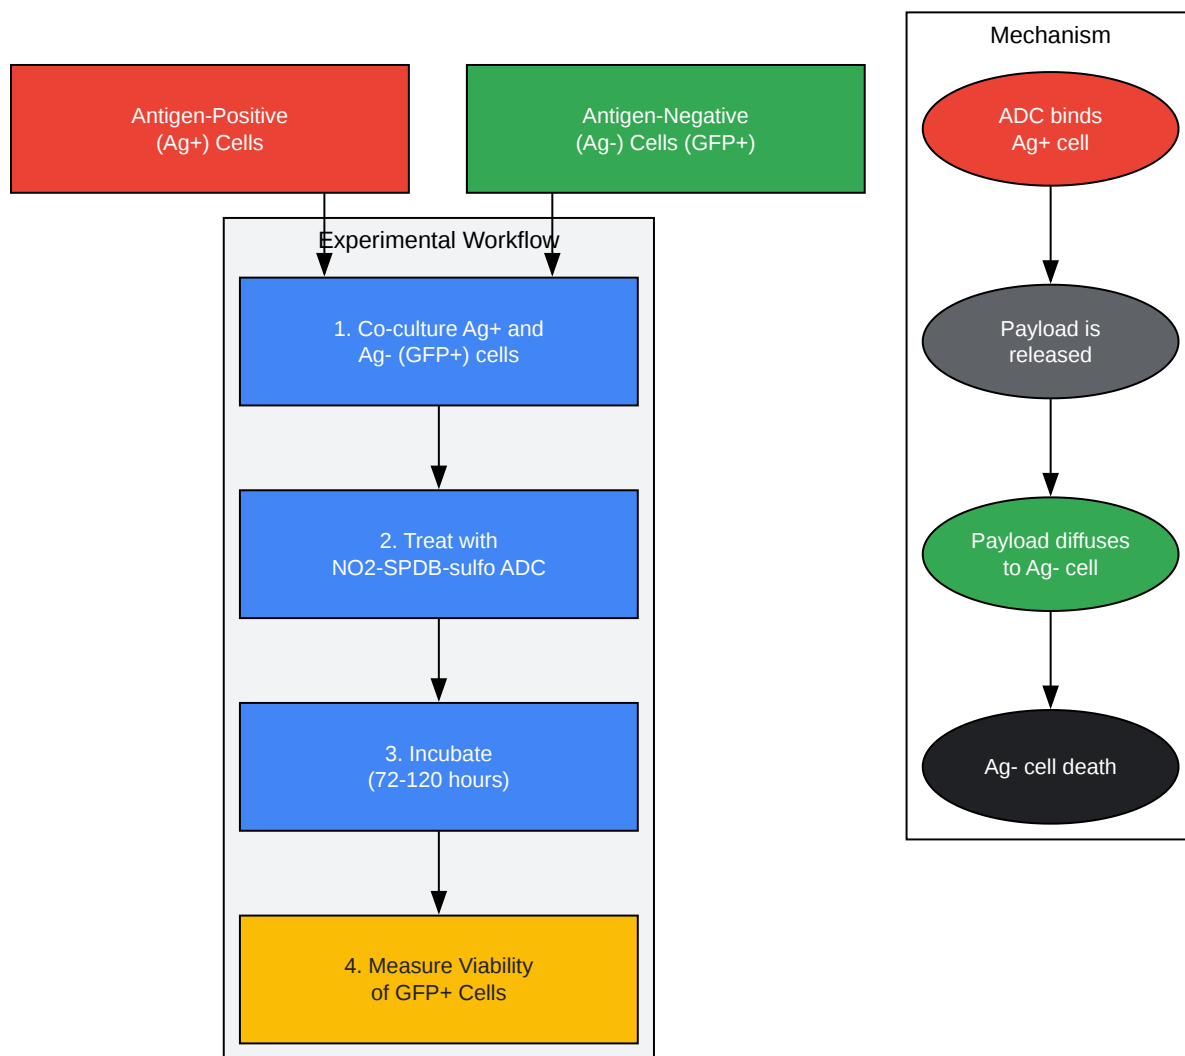 Antigen-Positive
(Ag+) Cells
Antigen-Negative
(Ag-) Cells (GFP+)
Experimental Workflow
1. Co-culture Ag+ and
Ag- (GFP+) cells
2. Treat with
NO2-SPDB-sulfo ADC
3. Incubate
(72-120 hours)
4. Measure Viability
of GFP+ Cells
Mechanism
ADC binds
Ag+ cell
Payload is
released
Payload diffuses
to Ag- cell
Ag- cell death